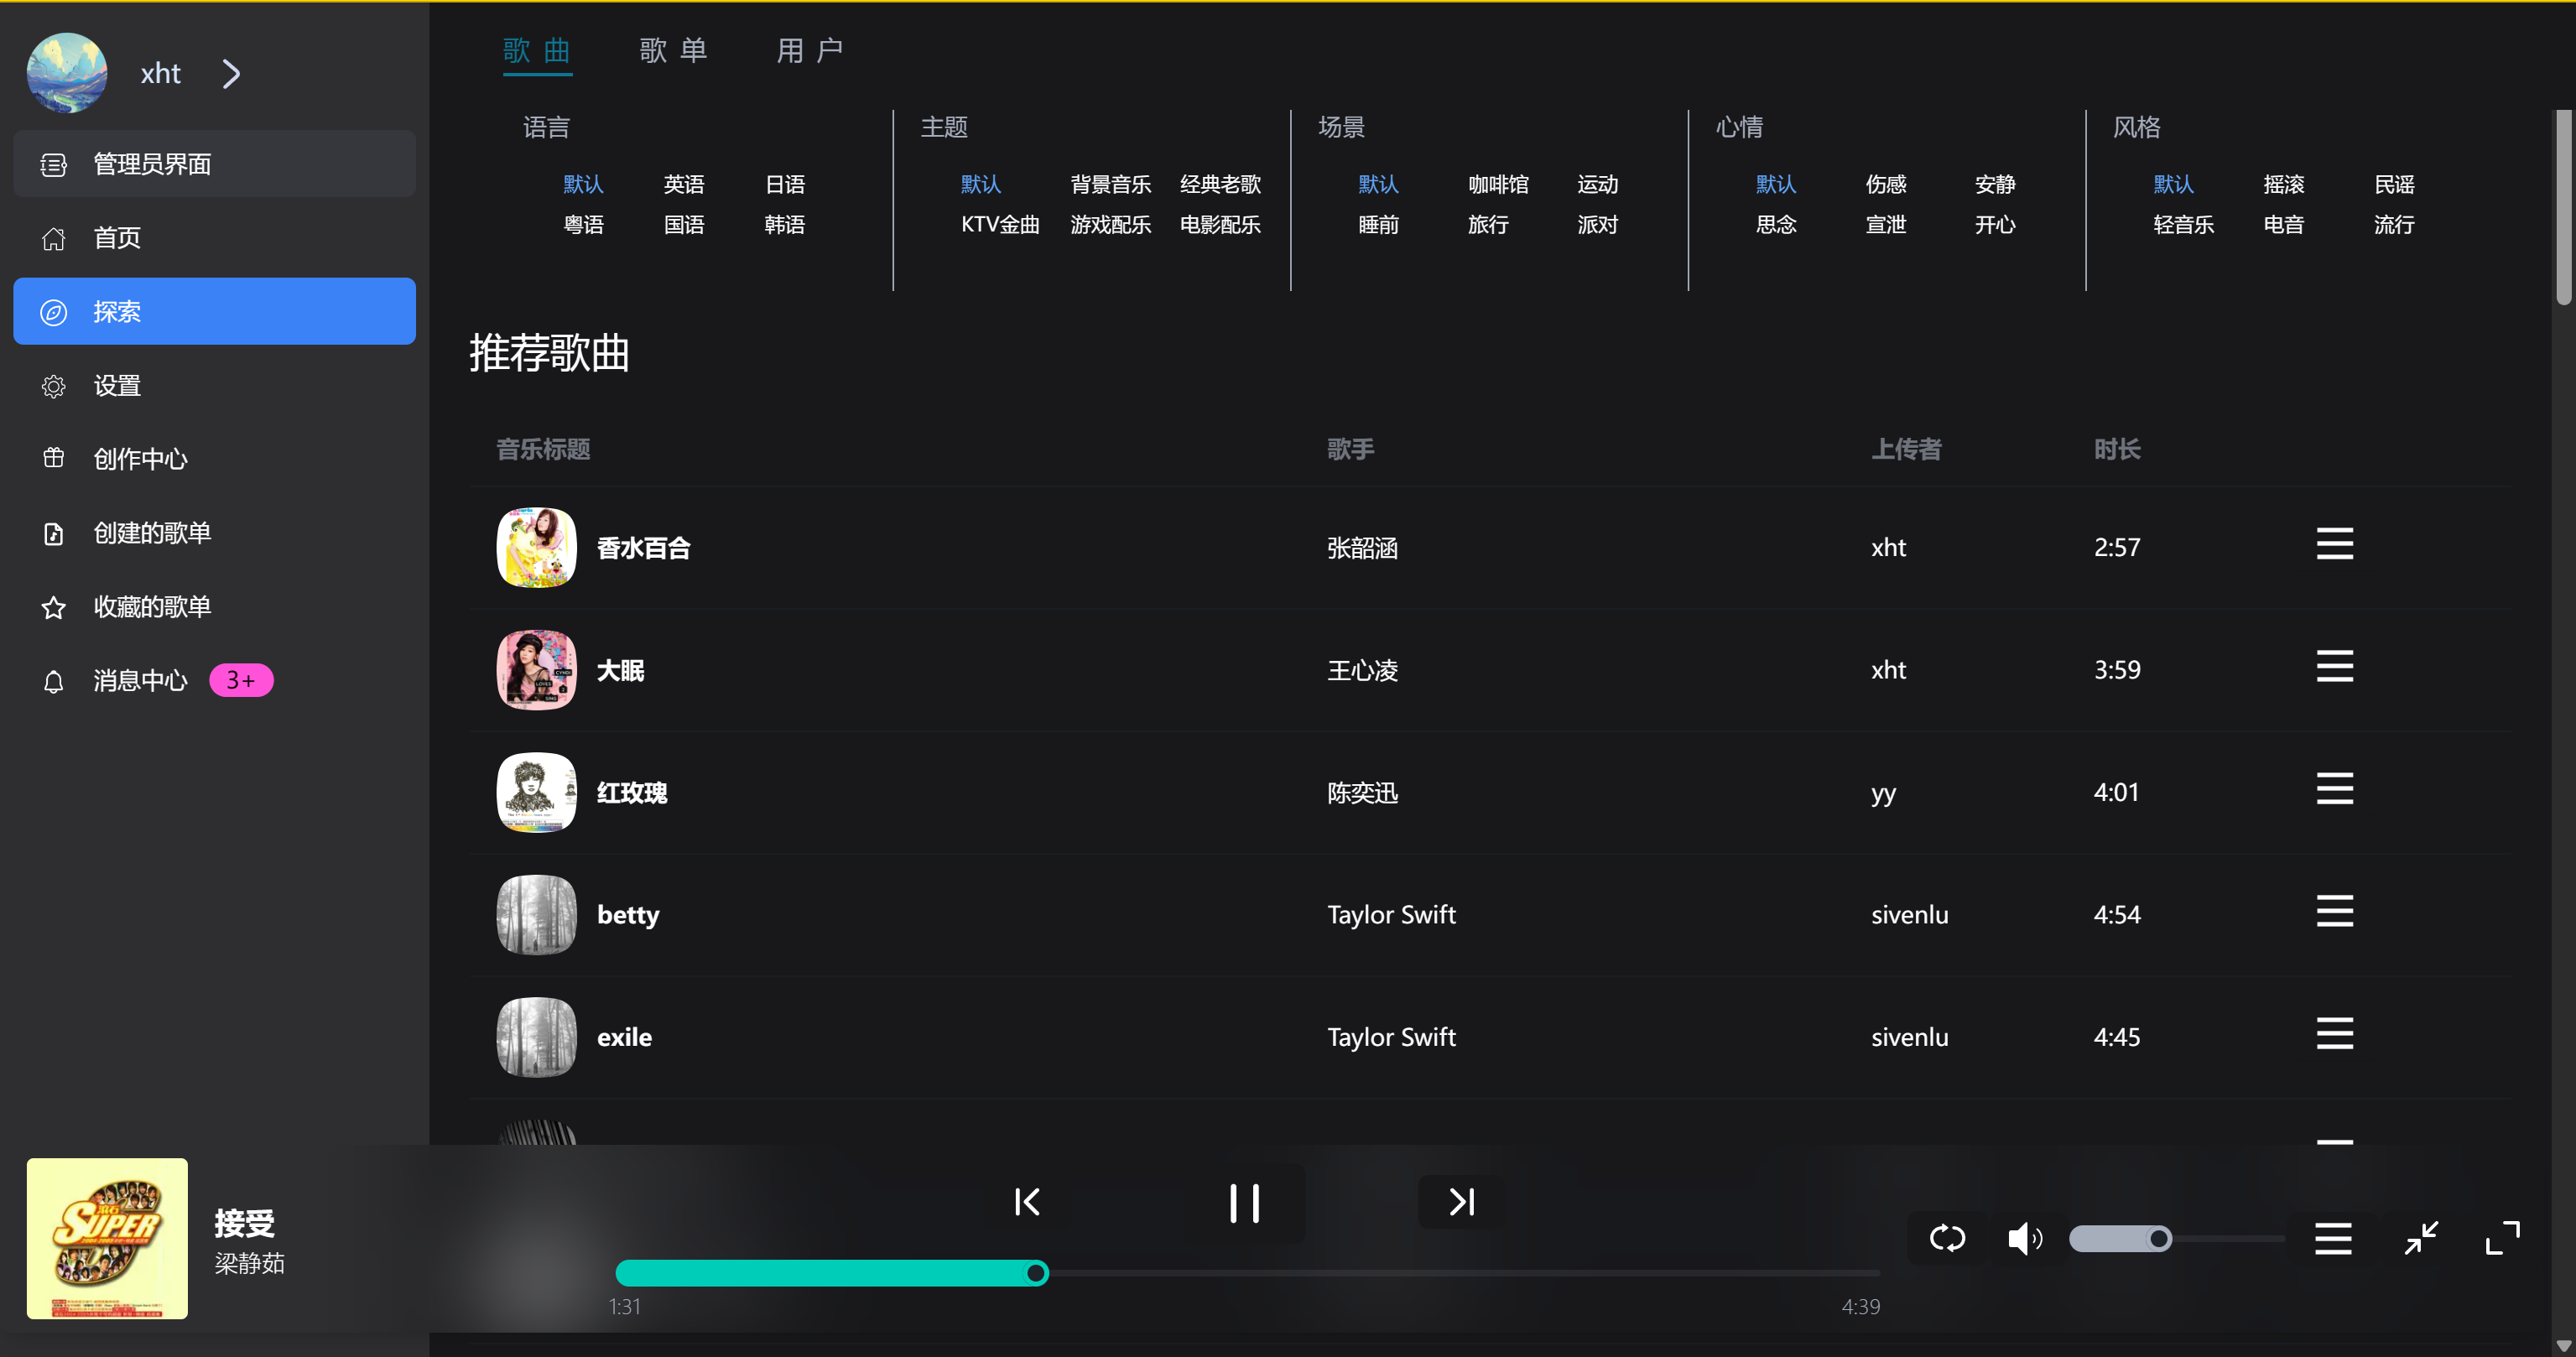 xht
管理员界面
首页
探索
设置
创作中心
创建的歌单
收藏的歌单
消息中心 3+
歌 曲 歌 单 用 户
语言
默认 英语 日语
粤语 国语 韩语
主题
默认 背景音乐 经典老歌
KTV金曲 游戏配乐 电影配乐
场景
默认 咖啡馆 运动
睡前 旅行 派对
心情
默认 伤感 安静
思念 宣泄 开心
风格
默认 摇滚 民谣
轻音乐 电音 流行
推荐歌曲
音乐标题 歌手 上传者 时长
香水百合 张韶涵 xht 2:57
大眠 王心凌 xht 3:59
红玫瑰 陈奕迅 yy 4:01
betty Taylor Swift sivenlu 4:54
exile Taylor Swift sivenlu 4:45
SUPER
接受
梁静茹
1:31 4:39